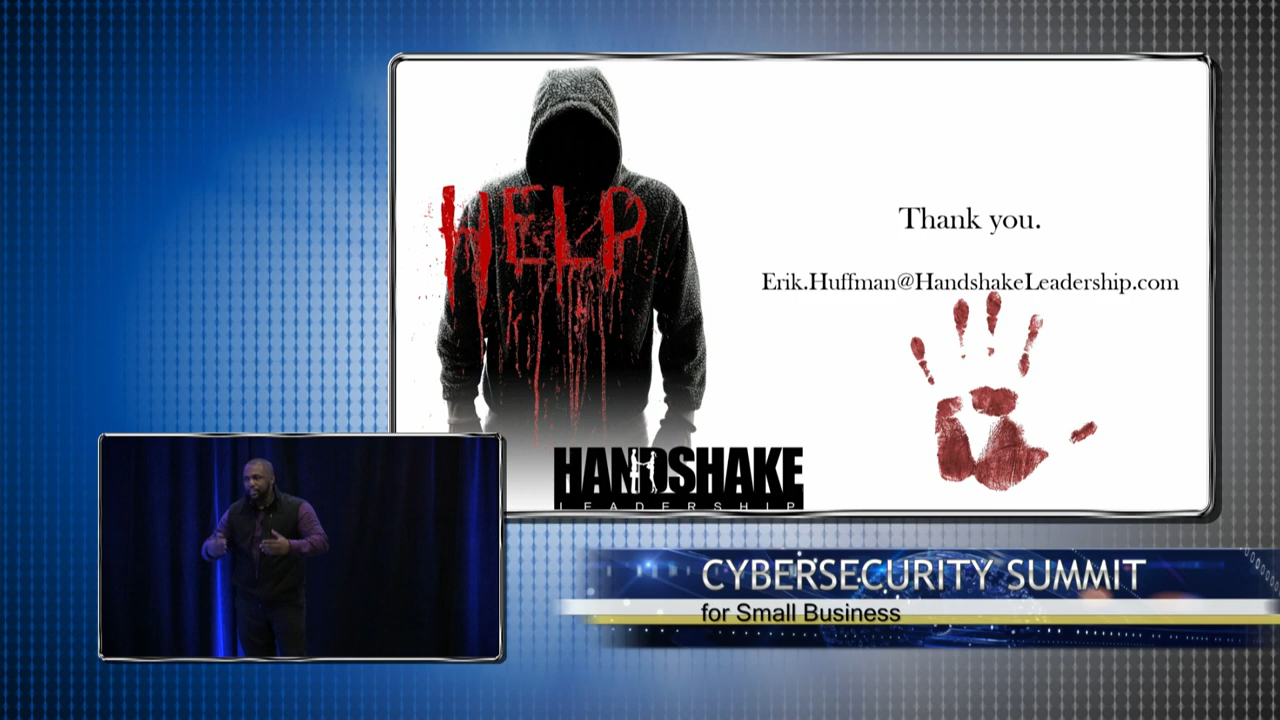 HELP
Thank you.
Erik.Huffman@HandshakeLeadership.com
HANDSHAKE
LEADERSHIP
CYBERSECURITY SUMMIT
for Small Business